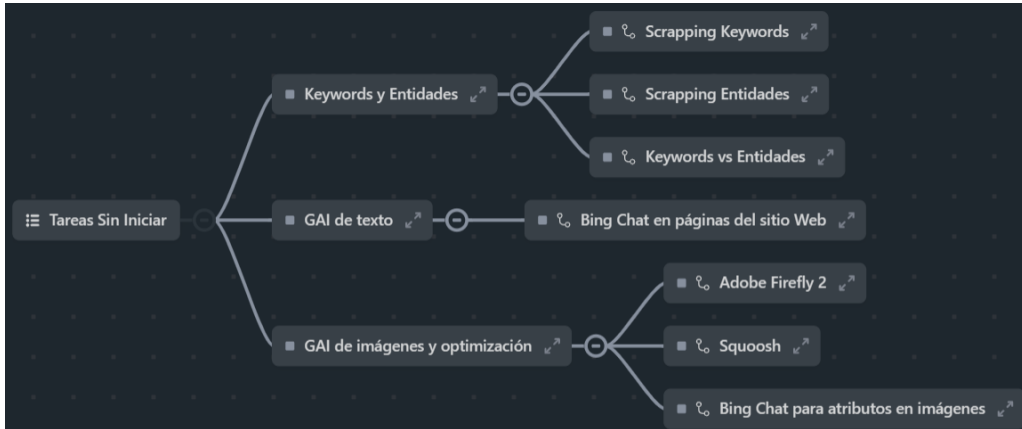 Tareas Sin Iniciar
Keywords y Entidades
Scrapping Keywords
Scrapping Entidades
Keywords vs Entidades
GAI de texto
Bing Chat en páginas del sitio Web
GAI de imágenes y optimización
Adobe Firefly 2
Squoosh
Bing Chat para atributos en imágenes